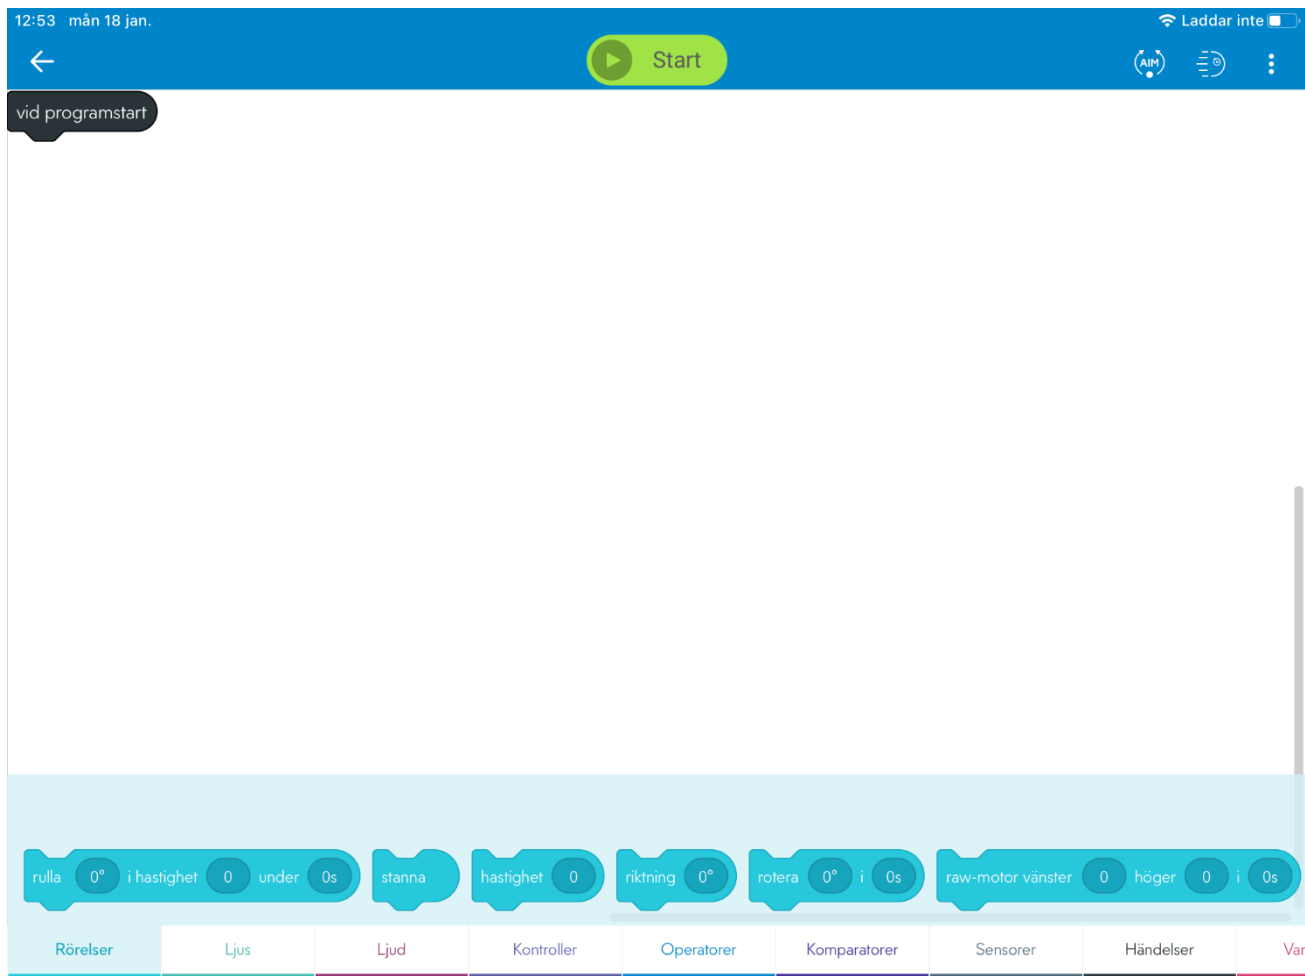 12:53 mån 18 jan.
Laddar inte
Start
AIM
vid programstart
rulla 0° i hastighet 0 under 0s
stanna
hastighet 0
riktning 0°
rotera 0° i 0s
raw-motor vänster 0 höger 0 i 0s
Rörelser
Ljus
Ljud
Kontroller
Operatorer
Komparatorer
Sensorer
Händelser
Var